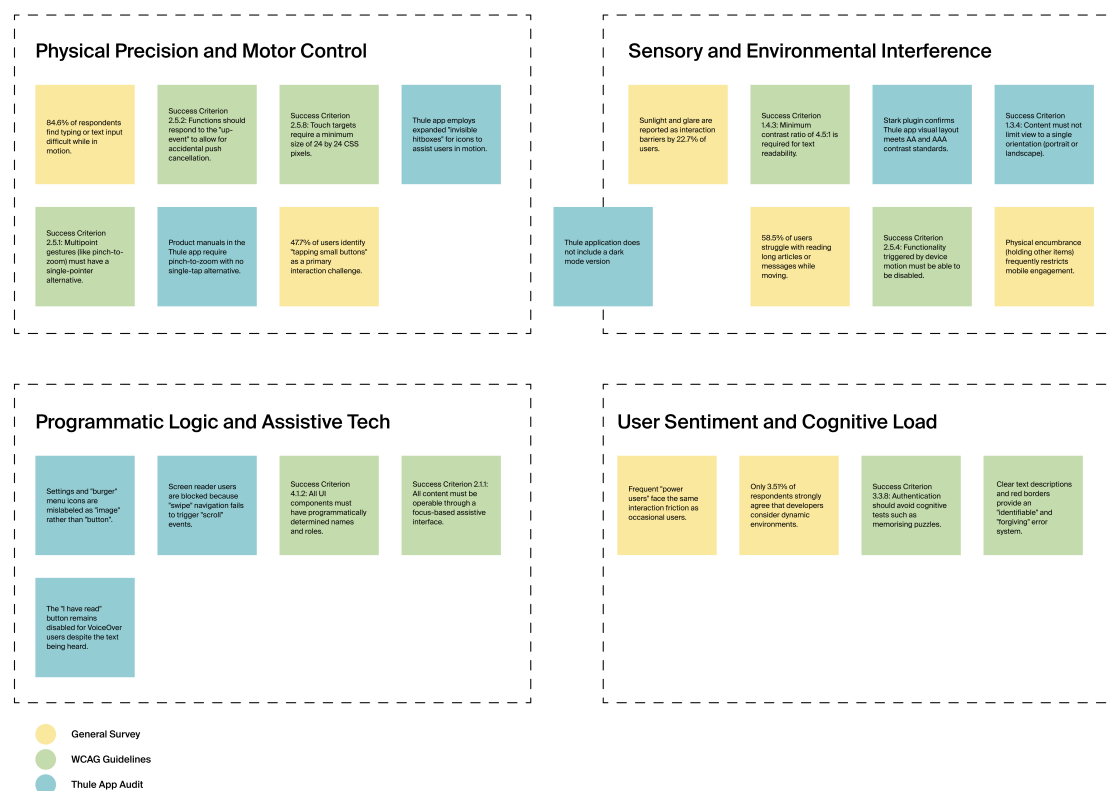 Physical Precision and Motor Control
84.6% of respondents
find typing or text input
difficult while in
motion.
Success Criterion
2.5.2: Functions should
respond to the "up-
event" to allow for
accidental push
cancellation.
Success Criterion
2.5.8: Touch targets
require a minimum
size of 24 by 24 CSS
pixels.
Thule app employs
expanded "invisible
hitboxes" for icons to
assist users in motion.
Success Criterion
2.5.1: Multipoint
gestures (like pinch-to-
zoom) must have a
single-pointer
alternative.
Product manuals in the
Thule app require
pinch-to-zoom with no
single-tap alternative.
47.7% of users identify
"tapping small buttons"
as a primary
interaction challenge.
Sensory and Environmental Interference
Sunlight and glare are
reported as interaction
barriers by 22.7% of
users.
Success Criterion
1.4.3: Minimum
contrast ratio of 4.5:1 is
required for text
readability.
Stark plugin confirms
Thule app visual layout
meets AA and AAA
contrast standards.
Success Criterion
1.3.4: Content must not
limit view to a single
orientation (portrait or
landscape).
Thule application does
not include a dark
mode version
58.5% of users
struggle with reading
long articles or
messages while
moving.
Success Criterion
2.5.4: Functionality
triggered by device
motion must be able to
be disabled.
Physical encumbrance
(holding other items)
frequently restricts
mobile engagement.
Programmatic Logic and Assistive Tech
Settings and "burger"
menu icons are
mislabeled as "image"
rather than "button".
Screen reader users
are blocked because
"swipe" navigation fails
to trigger "scroll"
events.
Success Criterion
4.1.2: All UI
components must
have programmatically
determined names
and roles.
Success Criterion 2.1.1:
All content must be
operable through a
focus-based assistive
interface.
The "I have read"
button remains
disabled for VoiceOver
users despite the text
being heard.
User Sentiment and Cognitive Load
Frequent "power
users" face the same
interaction friction as
occasional users.
Only 3.51% of
respondents strongly
agree that developers
consider dynamic
environments.
Success Criterion
3.3.8: Authentication
should avoid cognitive
tests such as
memorising puzzles.
Clear text descriptions
and red borders
provide an
"identifiable" and
"forgiving" error
system.
General Survey
WCAG Guidelines
Thule App Audit